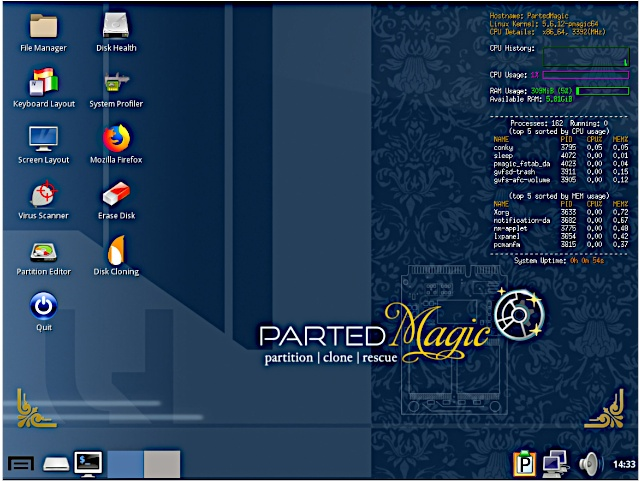 File Manager
Disk Health
Keyboard Layout
System Profiler
Screen Layout
Mozilla Firefox
Virus Scanner
Erase Disk
Partition Editor
Disk Cloning
Quit
Hostname: PartedMagic
Linux Kernel: 5.6.12-pmagic64
CPU Details: x86_64, 3392(MHz)
CPU History:
CPU Usage: 1%
RAM Usage: 309MiB (5%)
Available RAM: 5.81GiB
Processes: 162 Running: 0
(top 5 sorted by CPU usage)
NAME PID CPU% MEM%
conky 3795 0.05 0.05
sleep 4072 0.00 0.01
pmagic_fstab_da 4023 0.00 0.04
gvfsd-trash 3911 0.00 0.15
gvfs-afc-volume 3905 0.00 0.12
(top 5 sorted by MEM usage)
NAME PID CPU% MEM%
Xorg 3633 0.00 0.72
notification-da 3682 0.00 0.67
nm-applet 3775 0.00 0.48
lxpanel 3654 0.00 0.42
pcmanfm 3815 0.00 0.37
System Uptime: 0h 0m 54s
PARTED Magic
partition | clone | rescue
$_
P
14:33